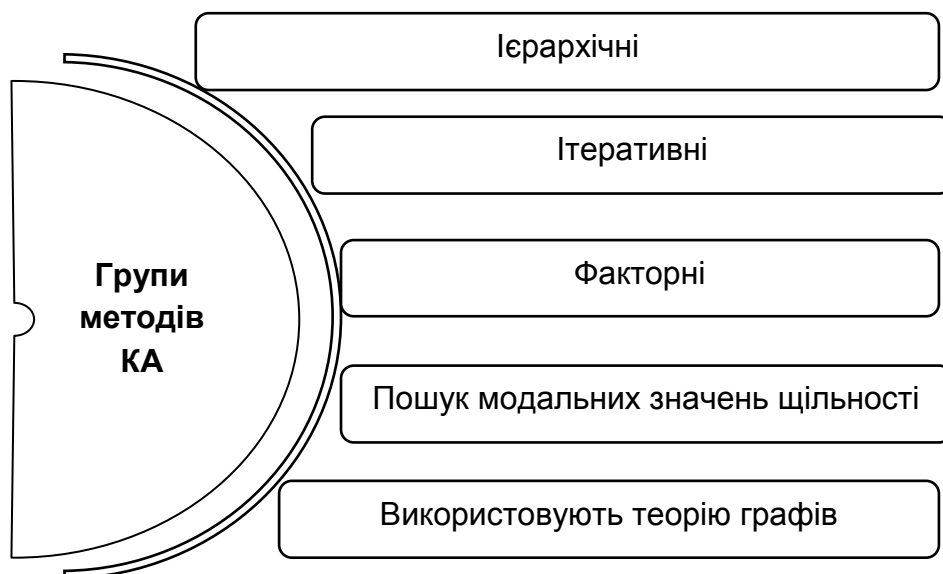 Ієрархічні
Ітеративні
Факторні
Групи
методів
КА
Пошук модальних значень щільності
Використовують теорію графів